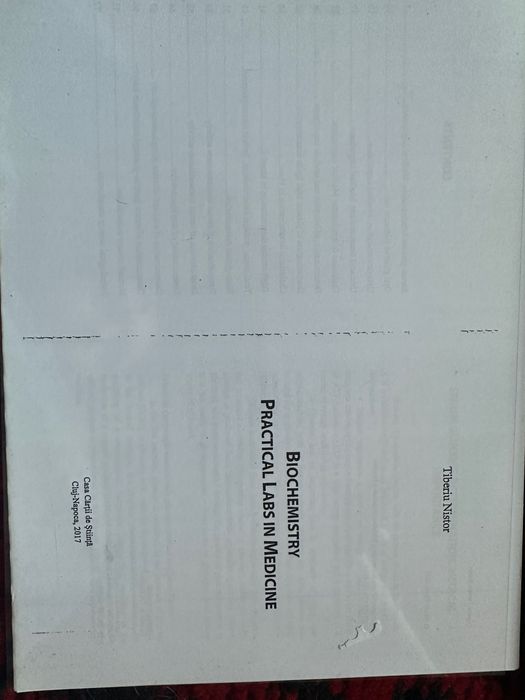 Tiberiu Nistor
BIOCHEMISTRY
PRACTICAL LABS IN MEDICINE
Casa Cărții de Știință
Cluj-Napoca, 2017